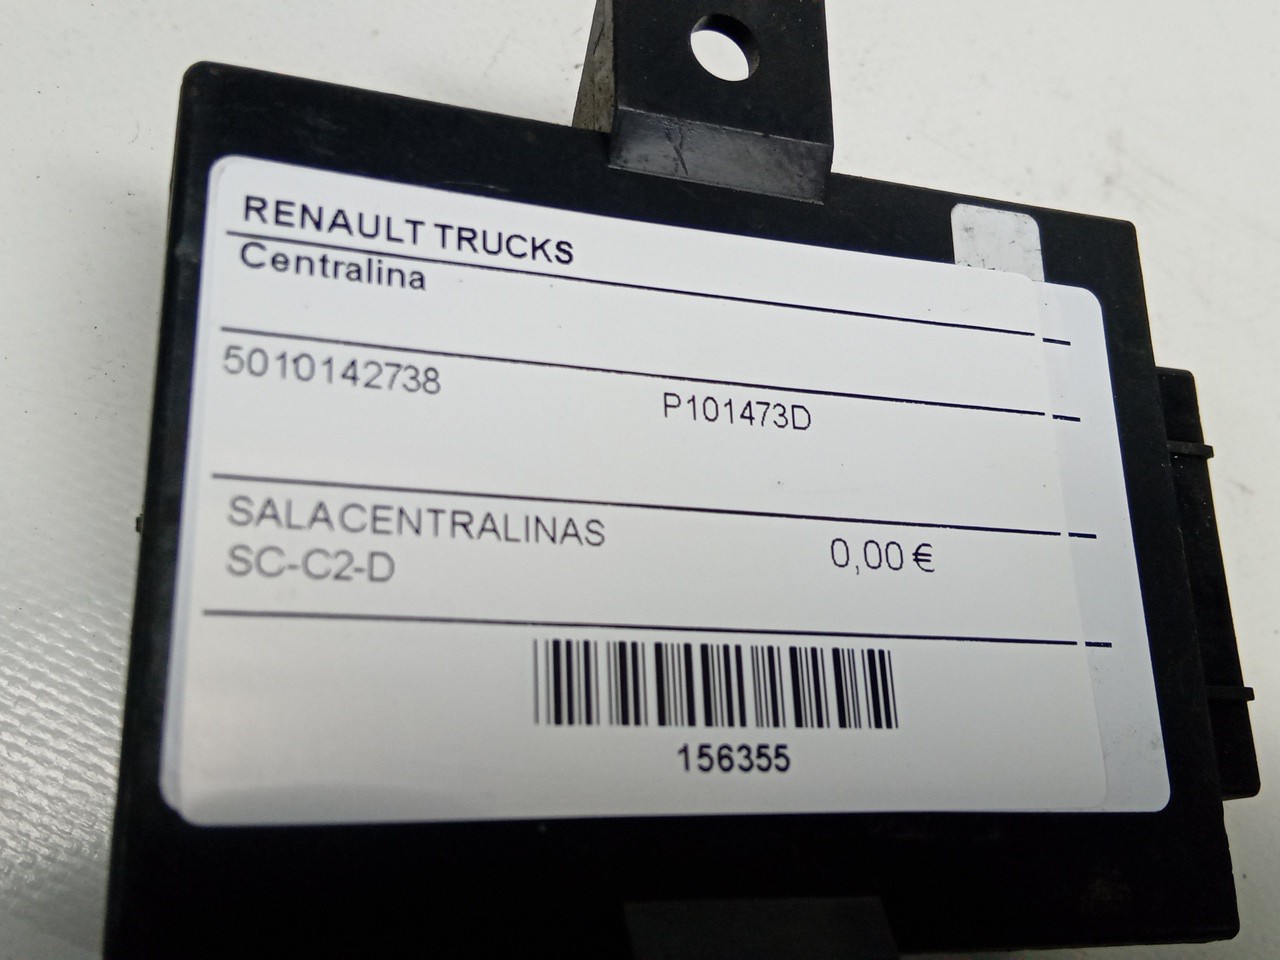 RENAULT TRUCKS
Centralina
5010142738 P101473D
SALACENTRALINAS
SC-C2-D 0,00 €
156355